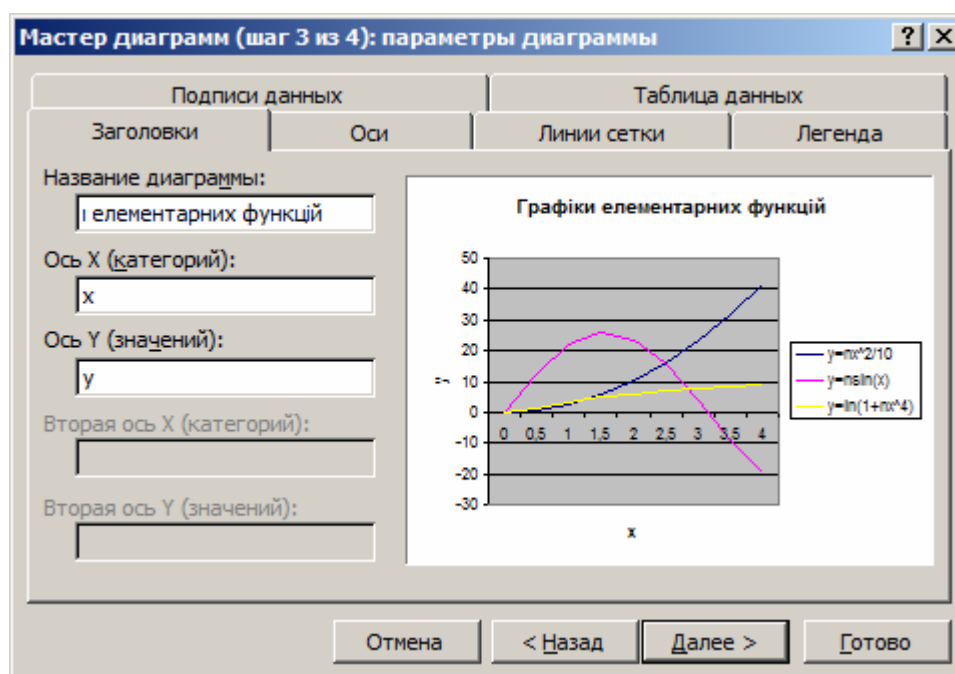 Мастер диаграмм (шаг 3 из 4): параметры диаграммы
Подписи данных
Таблица данных
Заголовки
Оси
Линии сетки
Легенда
Название диаграммы:
елементарних функцій
Ось X (категорий):
x
Ось Y (значений):
y
Вторая ось X (категорий):
Вторая ось Y (значений):
Графіки елементарних функцій
50
40
30
20
10
0
-10
-20
-30
y
0 0,5 1 1,5 2 2,5 3 3,5 4
x
y=nx^2/10
y=nsin(x)
y=ln(1+nx^4)
Отмена
< Назад
Далее >
Готово